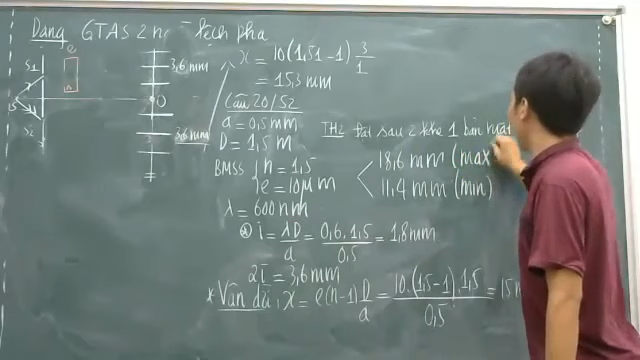 Dạng GTAS 2 n lệch pha
S1
e
n
S
S2
3,6 mm
O
3,6 mm
x = 10(1,51-1) 3/1
= 15,3 mm
Câu 20/52
a = 0,5 mm
D = 1,5 m
BMSS n = 1,5
e = 10 μm
λ = 600 nm
i = λD/a = 0,6.1,5/0,5 = 1,8 mm
2i = 3,6 mm
* Vân dời: x = e(n-1) D/a = 10.(1,5-1).1,5/0,5 = 15 m
TH2 đặt sau 2 khe 1 bản
18,6 mm (max
11,4 mm (min)